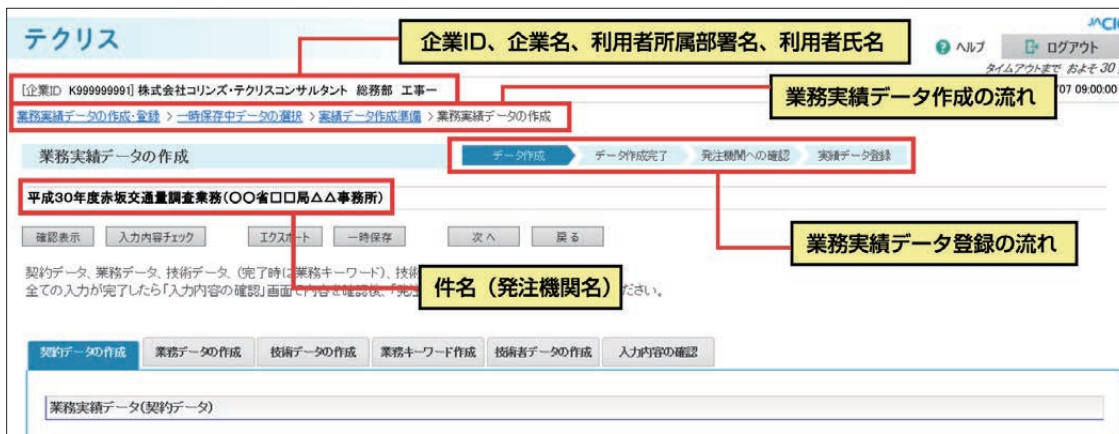 テクリス
企業ID、企業名、利用者所属部署名、利用者氏名
JACIC
ヘルプ
ログアウト
タイムアウトまで およそ 30
[企業ID K999999991] 株式会社コリンズ・テクリスコンサルタント 総務部 工事一
業務実績データ作成の流れ
07 09:00:00
業務実績データの作成・登録 > 一時保存中データの選択 > 実績データ作成準備 > 業務実績データの作成
業務実績データの作成
データ作成 データ作成完了 発注機関への確認 実績データ登録
平成30年度赤坂交通量調査業務(〇〇省□□局△△事務所)
確認表示 入力内容チェック エクスポート 一時保存 次へ 戻る
業務実績データ登録の流れ
契約データ、業務データ、技術データ、(完了時に業務キーワード)、技術
全ての入力が完了したら「入力内容の確認」画面で内容を確認後、「発注 ださい。
件名(発注機関名)
契約データの作成 業務データの作成 技術データの作成 業務キーワード作成 技術者データの作成 入力内容の確認
業務実績データ(契約データ)